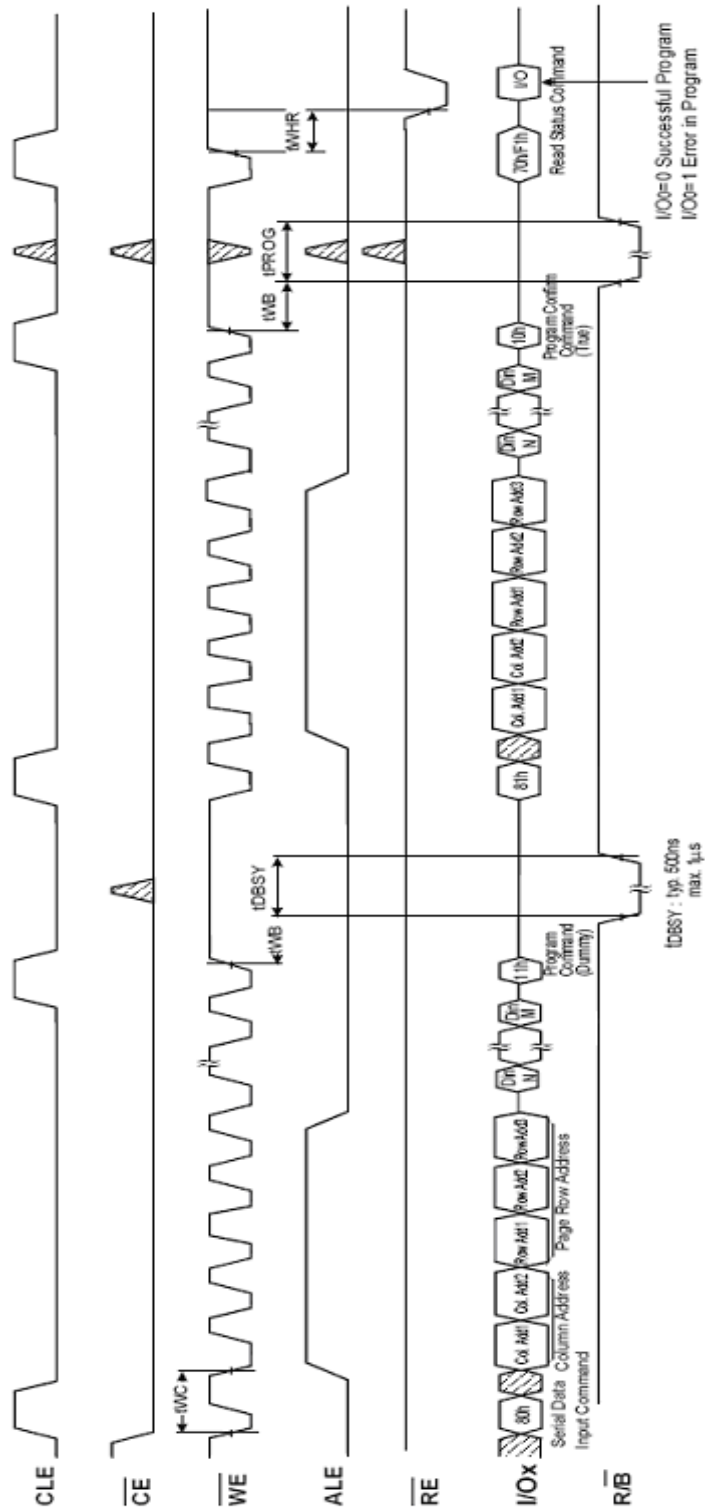 CLE
CE
WE
ALE
RE
I/Ox
R/B
tWC
tWB
tDBSY
tWB
tPROG
tWHR
80h
Col. Add1
Col. Add2
Row Add1
Row Add2
Row Add3
Din
N
Din
M
11h
81h
Col. Add1
Col. Add2
Row Add1
Row Add2
Row Add3
Din
N
Din
M
10h
70h/F1h
I/O
Serial Data
Input Command
Column Address
Page Row Address
Program
Command
(Dummy)
Program Confirm
Command
(True)
Read Status Command
tDBSY : typ. 500ns
max. 1µs
I/O0=0 Successful Program
I/O0=1 Error in Program